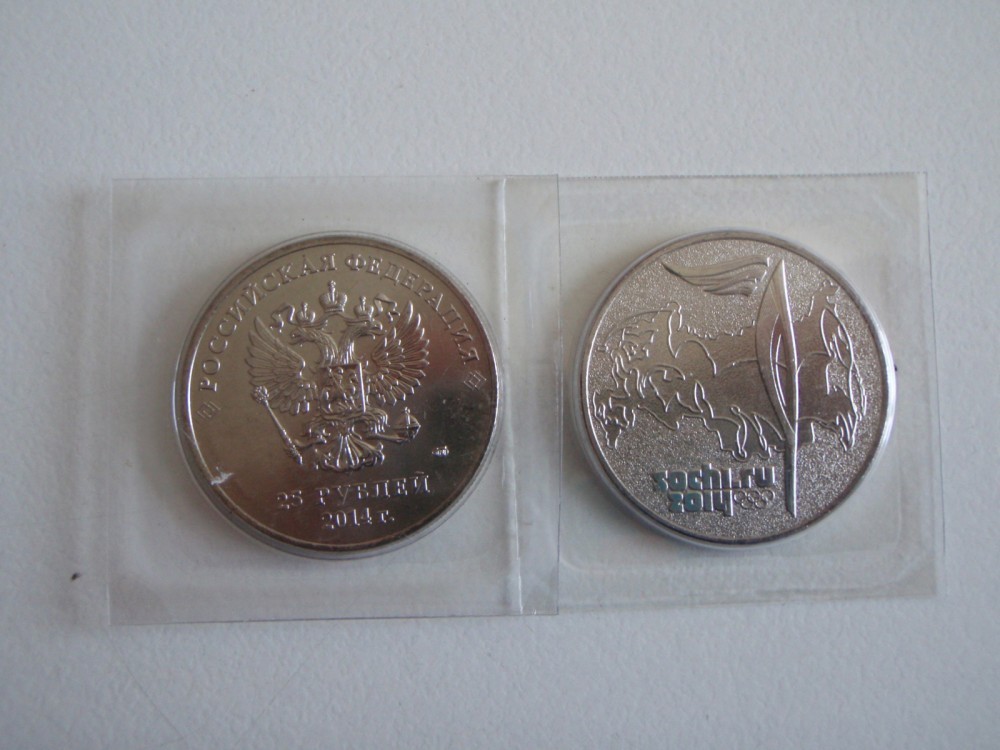 РОССИЙСКАЯ ФЕДЕРАЦИЯ
25 РУБЛЕЙ
2014 г.
sochi.ru
2014